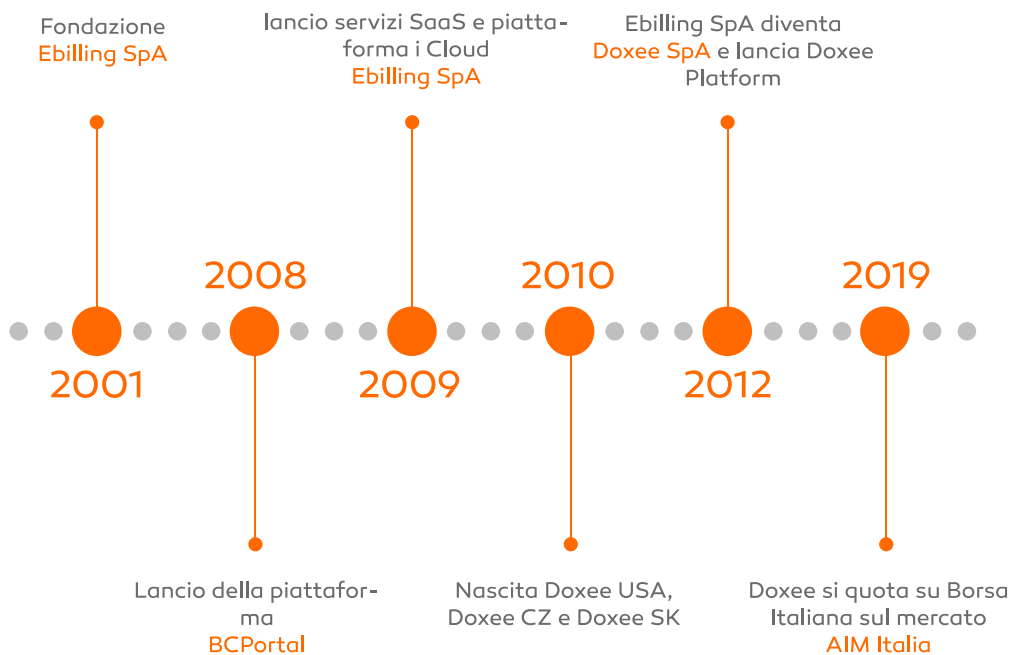 Fondazione
Ebilling SpA
2001
2008
Lancio della piattafor-
ma
BCPortal
lancio servizi SaaS e piatta-
forma i Cloud
Ebilling SpA
2009
2010
Nascita Doxee USA,
Doxee CZ e Doxee SK
Ebilling SpA diventa
Doxee SpA e lancia Doxee
Platform
2012
2019
Doxee si quota su Borsa
Italiana sul mercato
AIM Italia